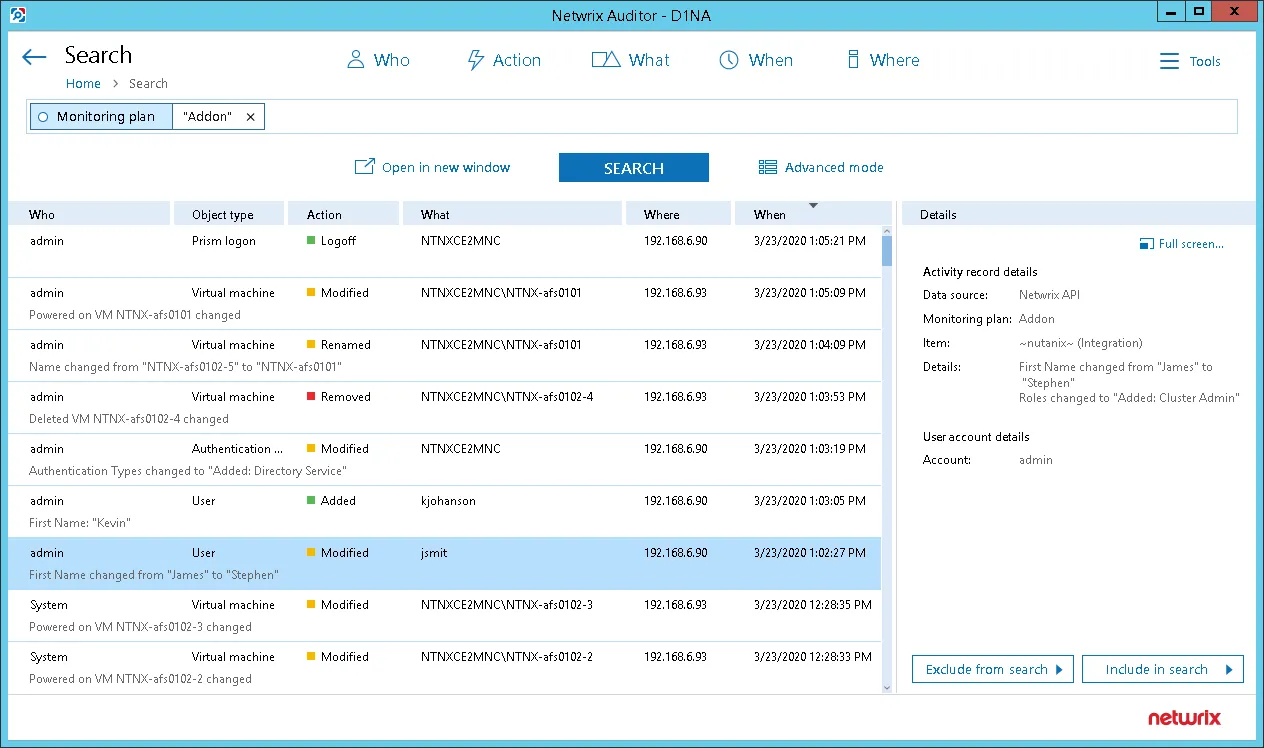 Netwrix Auditor - D1NA
Search
Who Action What When Where Tools
Home > Search
Monitoring plan "Addon" ×
Open in new window SEARCH Advanced mode
Who Object type Action What Where When
admin Prism logon Logoff NTNXCE2MNC 192.168.6.90 3/23/2020 1:05:21 PM
admin Virtual machine Modified NTNXCE2MNC\NTNX-afs0101 192.168.6.93 3/23/2020 1:05:09 PM
Powered on VM NTNX-afs0101 changed
admin Virtual machine Renamed NTNXCE2MNC\NTNX-afs0101 192.168.6.93 3/23/2020 1:04:09 PM
Name changed from "NTNX-afs0102-5" to "NTNX-afs0101"
admin Virtual machine Removed NTNXCE2MNC\NTNX-afs0102-4 192.168.6.93 3/23/2020 1:03:53 PM
Deleted VM NTNX-afs0102-4 changed
admin Authentication ... Modified NTNXCE2MNC 192.168.6.90 3/23/2020 1:03:19 PM
Authentication Types changed to "Added: Directory Service"
admin User Added kjohanson 192.168.6.90 3/23/2020 1:03:05 PM
First Name: "Kevin"
admin User Modified jsmit 192.168.6.90 3/23/2020 1:02:27 PM
First Name changed from "James" to "Stephen"
System Virtual machine Modified NTNXCE2MNC\NTNX-afs0102-3 192.168.6.93 3/23/2020 12:28:35 PM
Powered on VM NTNX-afs0102-3 changed
System Virtual machine Modified NTNXCE2MNC\NTNX-afs0102-2 192.168.6.93 3/23/2020 12:28:33 PM
Powered on VM NTNX-afs0102-2 changed
Details
Full screen...
Activity record details
Data source: Netwrix API
Monitoring plan: Addon
Item: ~nutanix~ (Integration)
Details: First Name changed from "James" to
"Stephen"
Roles changed to "Added: Cluster Admin"
User account details
Account: admin
Exclude from search Include in search
netwrix